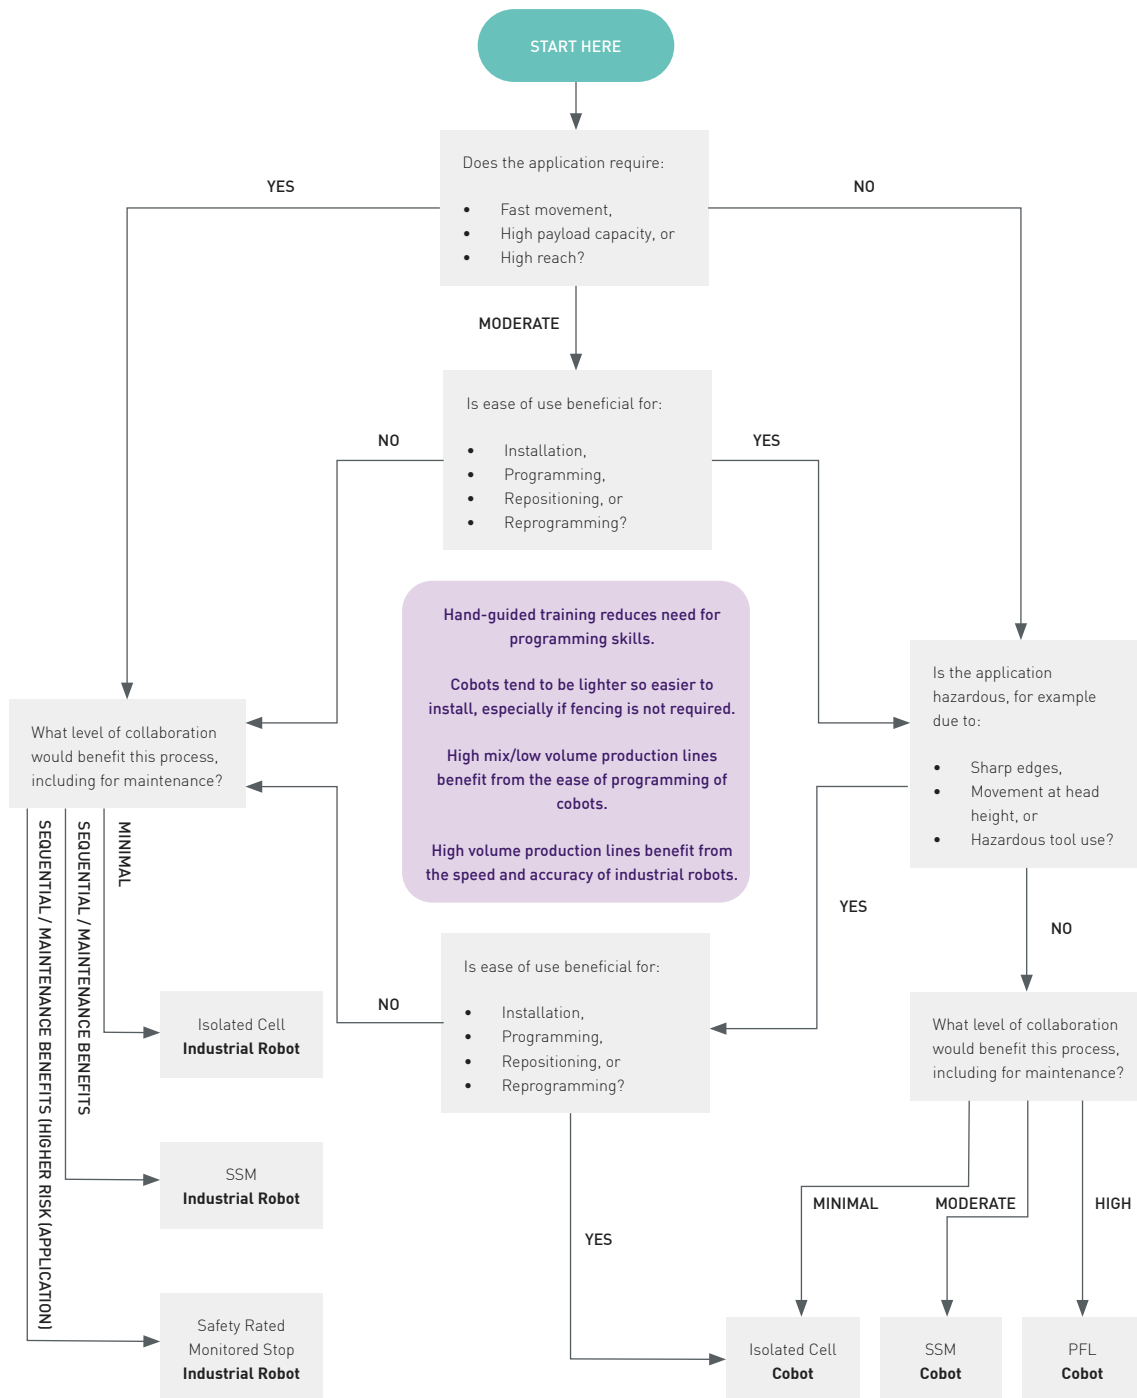 START HERE
Does the application require:
• Fast movement,
• High payload capacity, or
• High reach?
YES
NO
MODERATE
Is ease of use beneficial for:
• Installation,
• Programming,
• Repositioning, or
• Reprogramming?
NO
YES
Hand-guided training reduces need for
programming skills.
Cobots tend to be lighter so easier to
install, especially if fencing is not required.
High mix/low volume production lines
benefit from the ease of programming of
cobots.
High volume production lines benefit from
the speed and accuracy of industrial robots.
What level of collaboration
would benefit this process,
including for maintenance?
Is the application
hazardous, for example
due to:
• Sharp edges,
• Movement at head
height, or
• Hazardous tool use?
MINIMAL
SEQUENTIAL / MAINTENANCE BENEFITS
SEQUENTIAL / MAINTENANCE BENEFITS (HIGHER RISK (APPLICATION)
YES
NO
Is ease of use beneficial for:
• Installation,
• Programming,
• Repositioning, or
• Reprogramming?
NO
YES
What level of collaboration
would benefit this process,
including for maintenance?
MINIMAL
MODERATE
HIGH
Isolated Cell
Industrial Robot
SSM
Industrial Robot
Safety Rated
Monitored Stop
Industrial Robot
Isolated Cell
Cobot
SSM
Cobot
PFL
Cobot